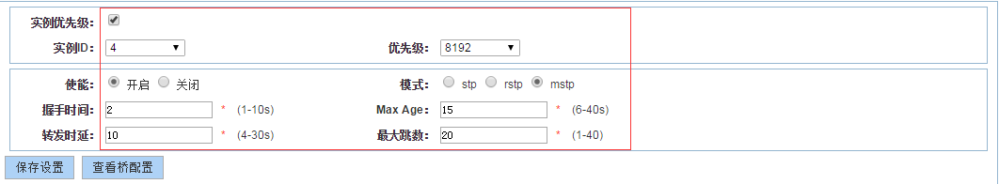 实例优先级:
实例ID: 4 优先级: 8192
使能: 开启 关闭 模式: stp rstp mstp
握手时间: 2 * (1-10s) Max Age: 15 * (6-40s)
转发时延: 10 * (4-30s) 最大跳数: 20 * (1-40)
保存设置 查看桥配置